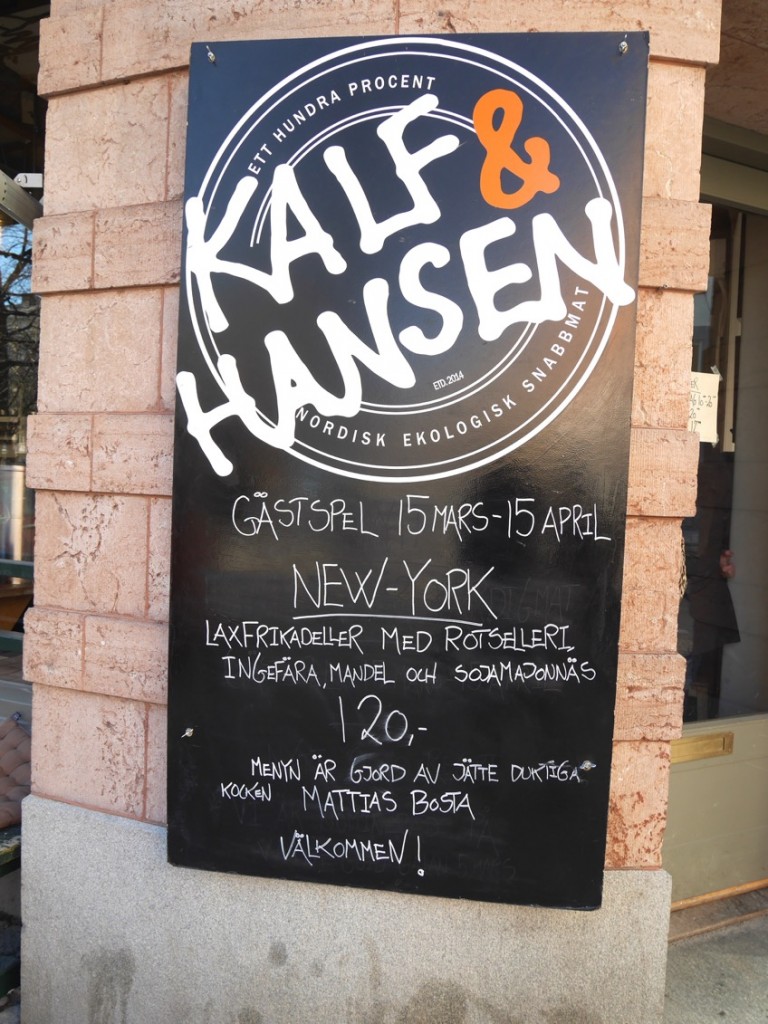 ETT HUNDRA PROCENT
KALF &
HANSEN
ETD. 2014
NORDISK EKOLOGISK SNABBMAT
GÄSTSPEL 15 MARS - 15 APRIL
NEW-YORK
LAXFRIKADELLER MED ROTSELLERI,
INGEFÄRA, MANDEL OCH SOJAMAJONNÄS
120,-
MENYN ÄR GJORD AV JÄTTE DUKTIGA
KOCKEN MATTIAS BOSTA
VÄLKOMMEN!